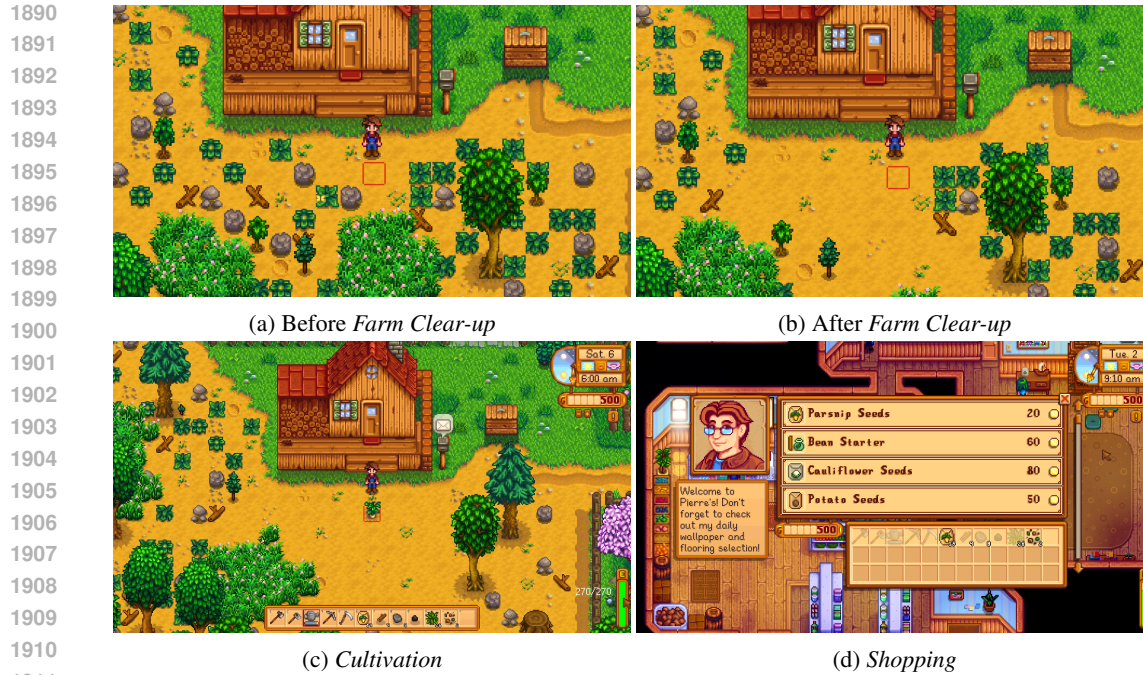 1890
1891
1892
1893
1894
1895
1896
1897
1898
1899
1900
1901
1902
1903
1904
1905
1906
1907
1908
1909
1910
(a) Before Farm Clear-up
(b) After Farm Clear-up
Sat. 6
6:00 am
500
270/270
(c) Cultivation
Tue. 2
9:10 am
500
Parsnip Seeds 20
Bean Starter 60
Cauliflower Seeds 80
Potato Seeds 50
Welcome to
Pierre's! Don't
forget to check
out my daily
wallpaper and
flooring selection!
500
(d) Shopping